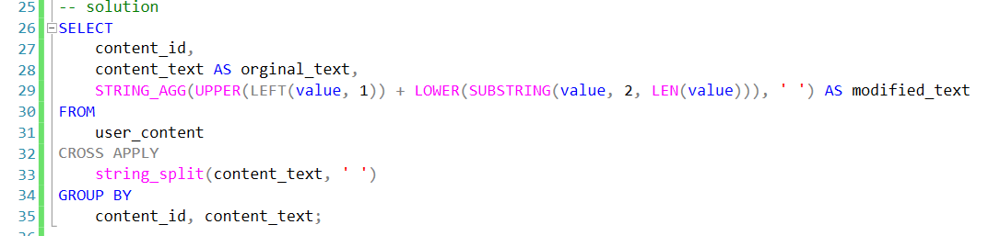 25 -- solution
26 SELECT
27 content_id,
28 content_text AS orginal_text,
29 STRING_AGG(UPPER(LEFT(value, 1)) + LOWER(SUBSTRING(value, 2, LEN(value))), ' ') AS modified_text
30 FROM
31 user_content
32 CROSS APPLY
33 string_split(content_text, ' ')
34 GROUP BY
35 content_id, content_text;